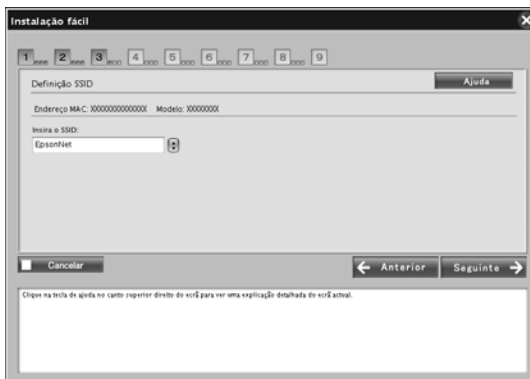 Instalação fácil
1 2 3 4 5 6 7 8 9
Definição SSID
Ajuda
Endereço MAC: XXXXXXXXXXXXXX Modelo: XXXXXXXX
Insira o SSID:
EpsonNet
Cancelar
Anterior
Seguinte
Clique na tecla de ajuda no canto superior direito do ecrã para ver uma explicação detalhada do ecrã actual.